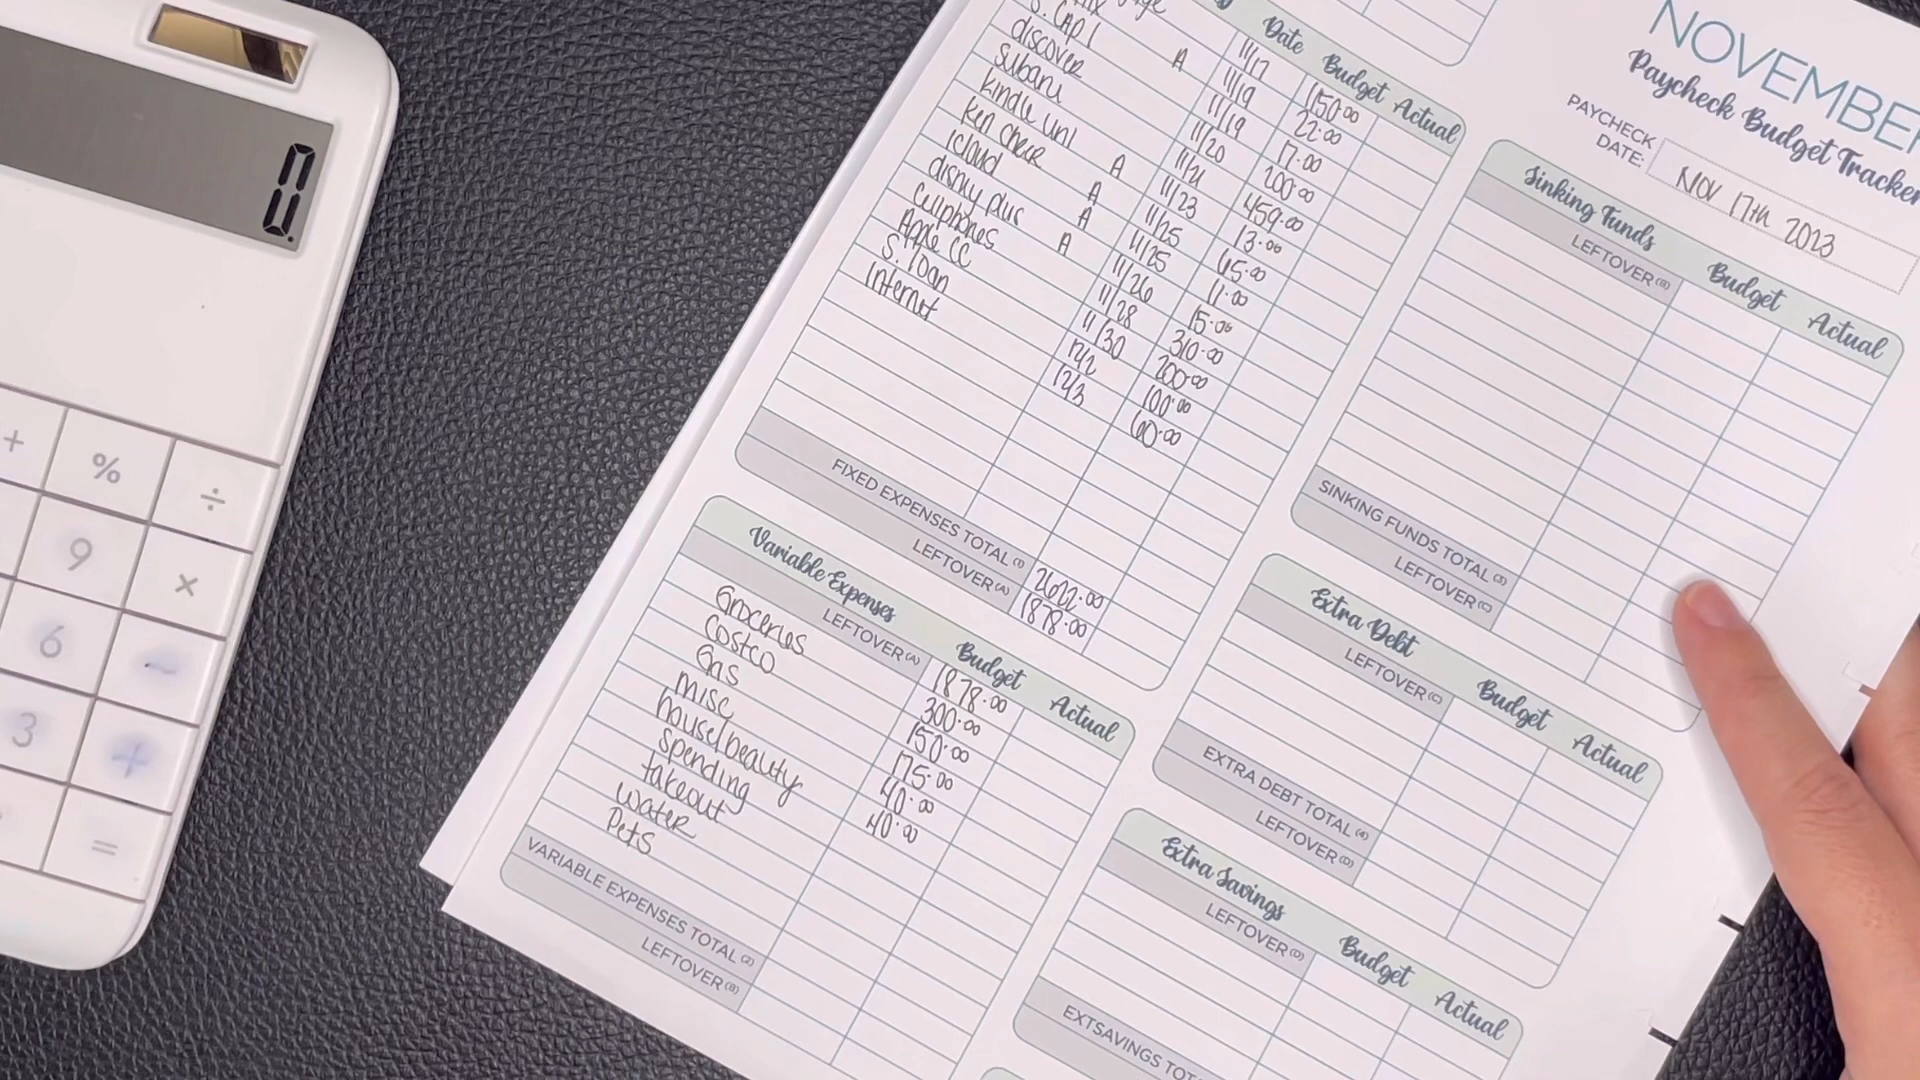 NOVEMBER
Paycheck Budget Tracker
PAYCHECK DATE: NOV 17th 2023
Date Budget Actual
11/17 1150.00
A 11/19 22.00
S. CAP 1 11/19 17.00
discover 11/20 200.00
Subaru 11/21 459.00
kindle unl A 11/23 13.00
ken A 11/25 65.00
icloud A 11/25 11.00
disney plus A 11/26 15.00
Cellphones 11/28 310.00
Apple CC 11/30 200.00
S. loan 12/2 100.00
Internet 12/3 60.00
FIXED EXPENSES TOTAL (1) 2622.00
LEFTOVER (A) 1878.00
Variable Expenses Budget Actual
LEFTOVER (A) 1878.00
Groceries 300.00
Costco 150.00
Gas 175.00
Misc 40.00
house/beauty 40.00
Spending
takeout
water
Pets
VARIABLE EXPENSES TOTAL (2)
LEFTOVER (B)
Sinking Funds Budget Actual
LEFTOVER (B)
SINKING FUNDS TOTAL (3)
LEFTOVER (C)
Extra Debt Budget Actual
LEFTOVER (C)
EXTRA DEBT TOTAL (4)
LEFTOVER (D)
Extra Savings Budget Actual
LEFTOVER (D)
0.
+ % ÷
9 ×
6 -
3 +
=